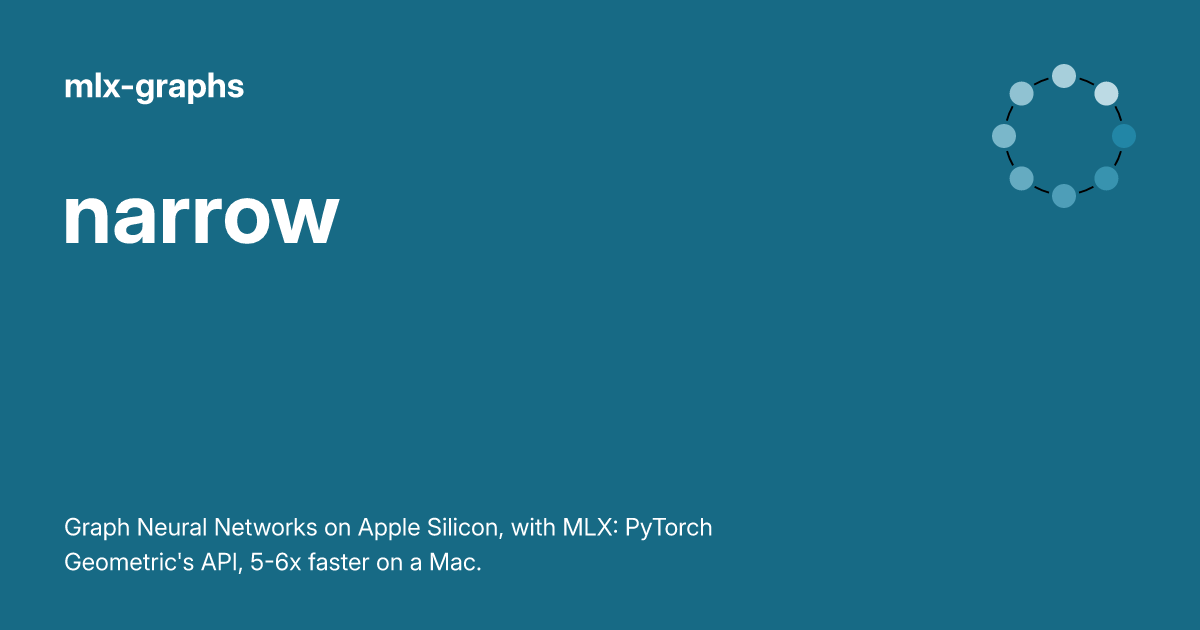 mlx-graphs
narrow
Graph Neural Networks on Apple Silicon, with MLX: PyTorch
Geometric's API, 5-6x faster on a Mac.